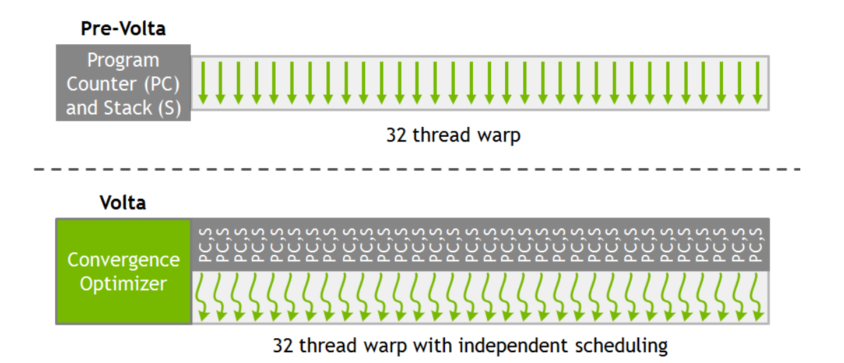 Pre-Volta
Program
Counter (PC)
and Stack (S)
32 thread warp
Volta
PC,S PC,S PC,S PC,S PC,S PC,S PC,S PC,S PC,S PC,S PC,S PC,S PC,S PC,S PC,S PC,S PC,S PC,S PC,S PC,S PC,S PC,S PC,S PC,S PC,S PC,S PC,S PC,S PC,S PC,S PC,S PC,S
Convergence
Optimizer
32 thread warp with independent scheduling